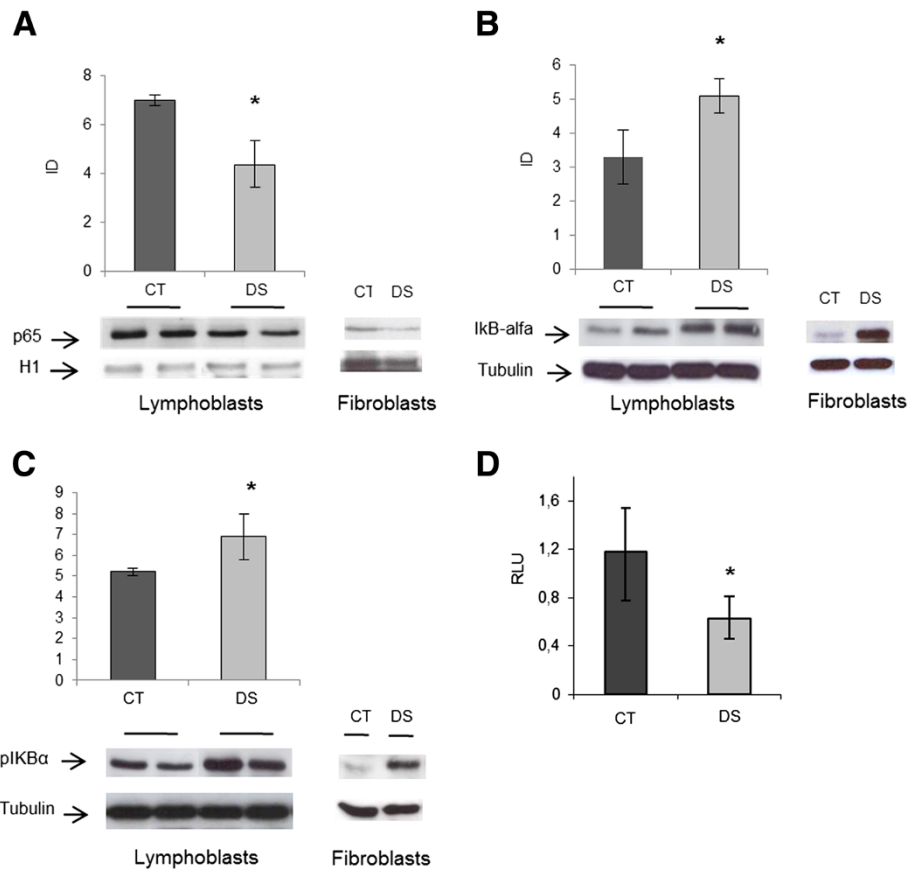 A
8
6
4
2
0
ID
*
CT DS
p65
H1
Lymphoblasts
CT DS
Fibroblasts
B
6
5
4
3
2
1
0
ID
*
CT DS
IkB-alfa
Tubulin
Lymphoblasts
CT DS
Fibroblasts
C
9
8
7
6
5
4
3
2
1
0
*
CT DS
pIKBα
Tubulin
Lymphoblasts
CT DS
Fibroblasts
D
1,6
1,2
0,8
0,4
0
RLU
*
CT DS